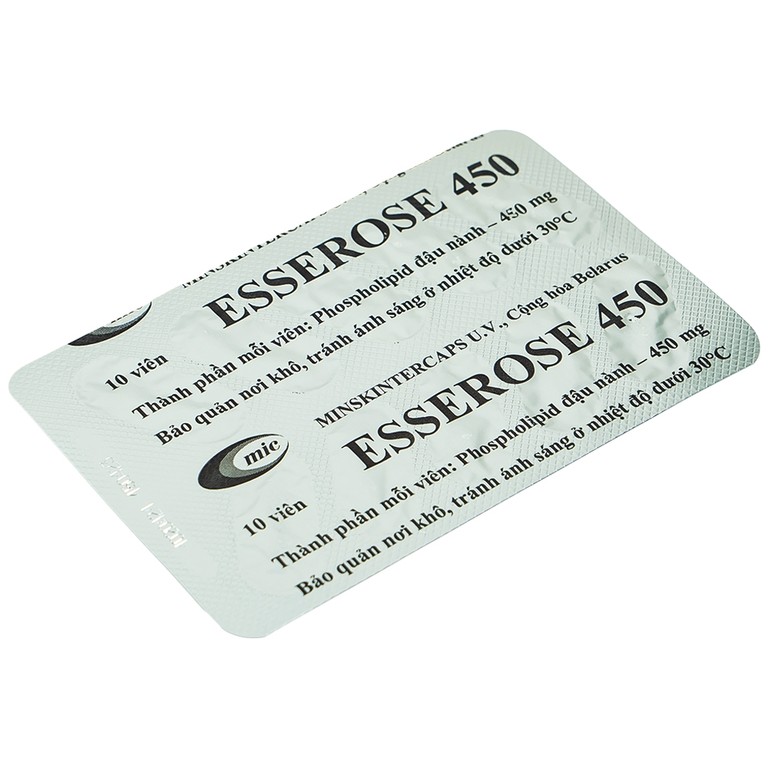 MINSKINTERCAPS
ESSEROSE 450
mic
10 viên
Thành phần mỗi viên: Phospholipid đậu nành – 450 mg
Bảo quản nơi khô, tránh ánh sáng ở nhiệt độ dưới 30°C
MINSKINTERCAPS U.V., Cộng hòa Belarus
ESSEROSE 450
mic
10 viên
Thành phần mỗi viên: Phospholipid đậu nành – 450 mg
Bảo quản nơi khô, tránh ánh sáng ở nhiệt độ dưới 30°C